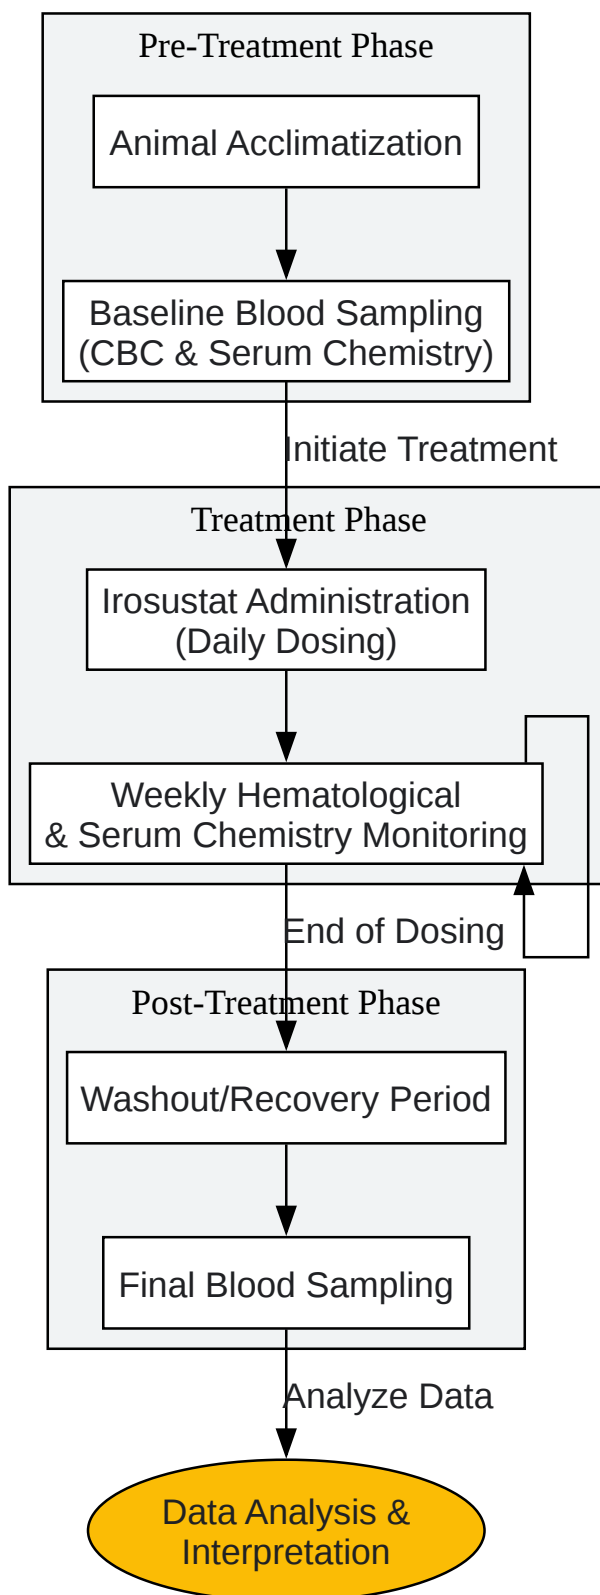 Pre-Treatment Phase
Animal Acclimatization
Baseline Blood Sampling
(CBC & Serum Chemistry)
Initiate Treatment
Treatment Phase
Irosustat Administration
(Daily Dosing)
Weekly Hematological
& Serum Chemistry Monitoring
End of Dosing
Post-Treatment Phase
Washout/Recovery Period
Final Blood Sampling
Analyze Data
Data Analysis &
Interpretation